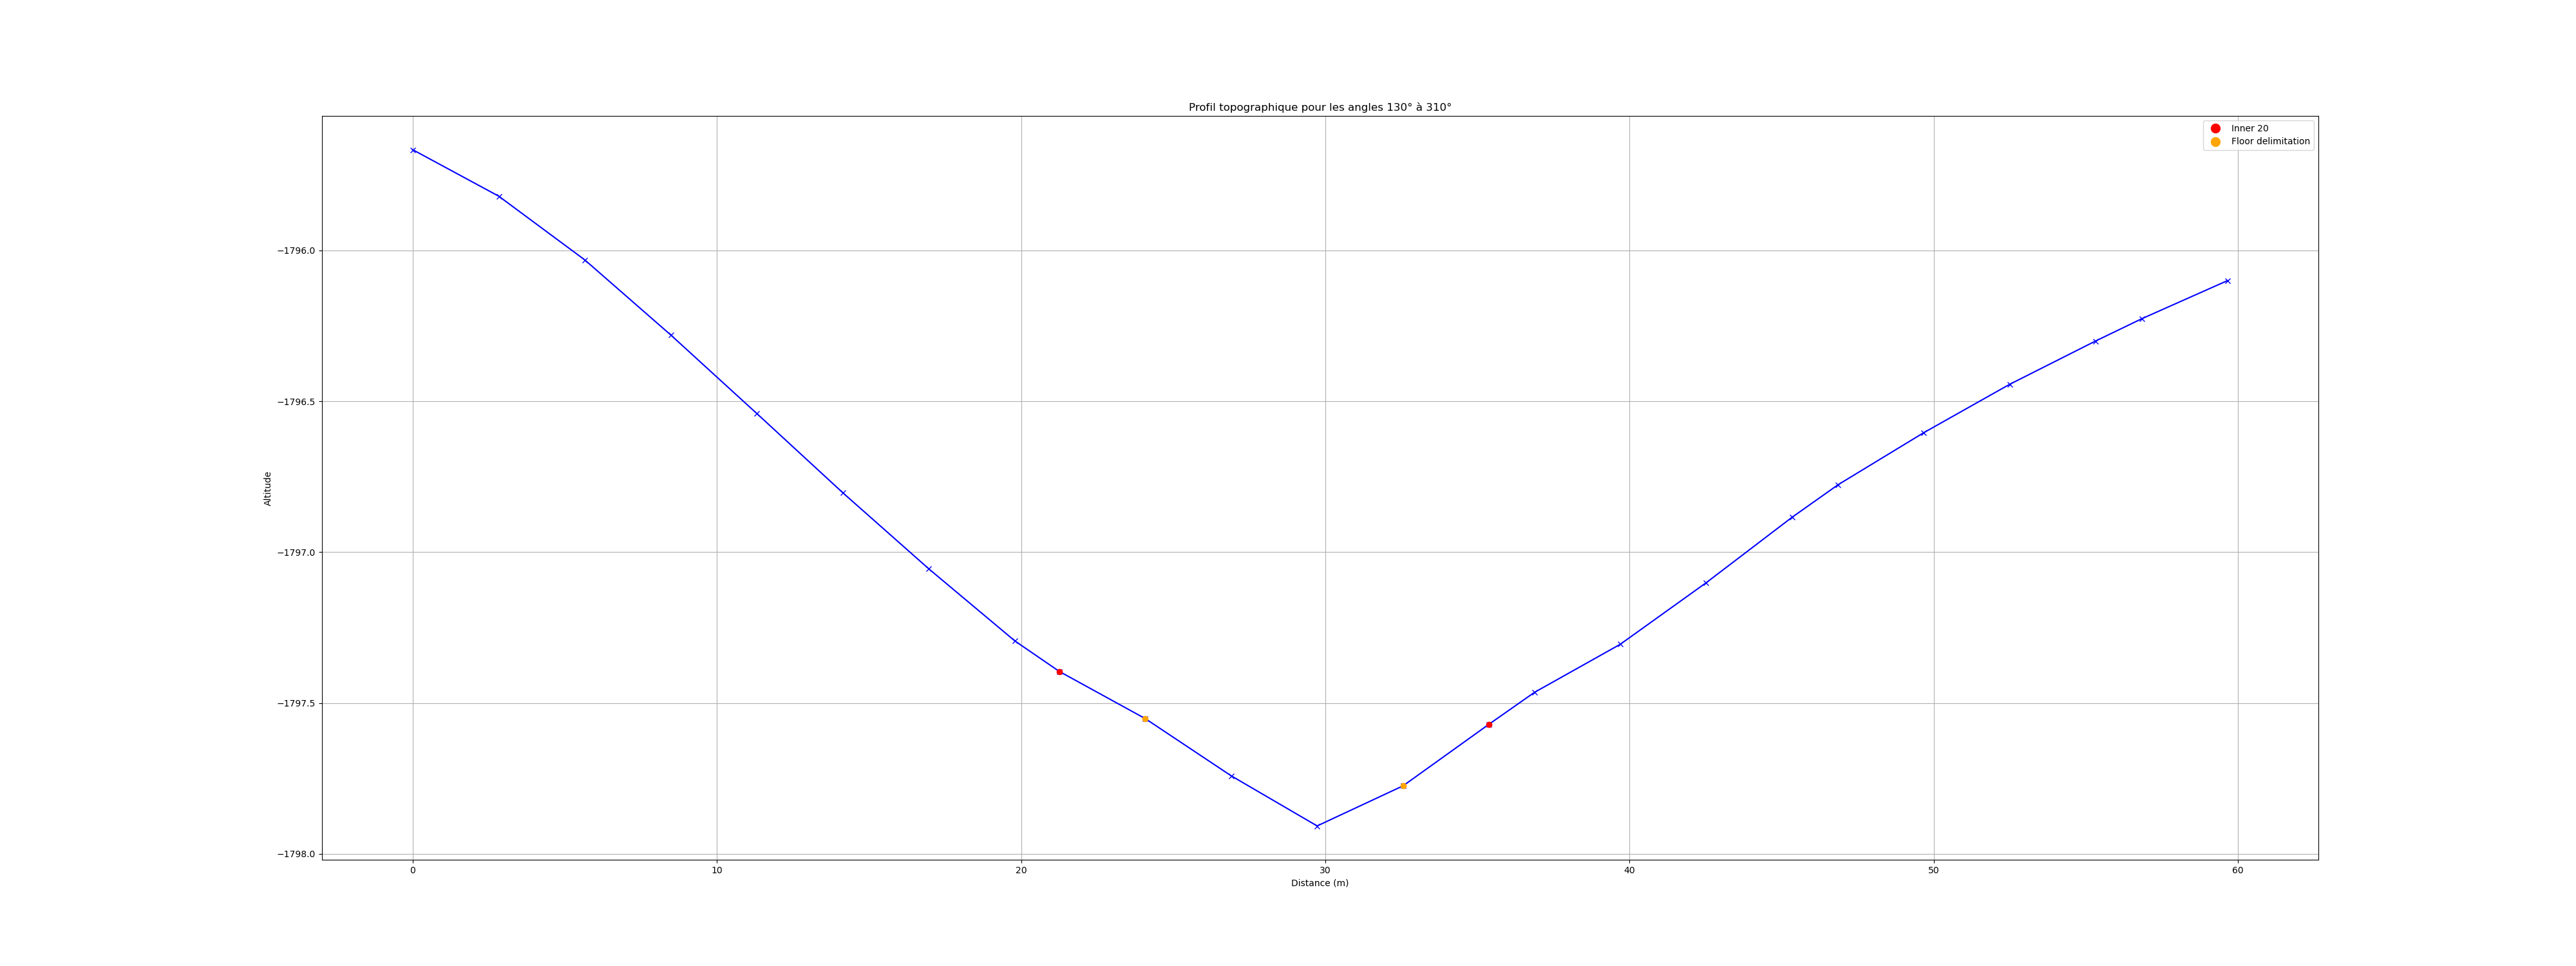 Profil topographique pour les angles 130° à 310°
Inner 20
Floor delimitation
−1796.0
−1796.5
−1797.0
−1797.5
−1798.0
Altitude
0 10 20 30 40 50 60
Distance (m)